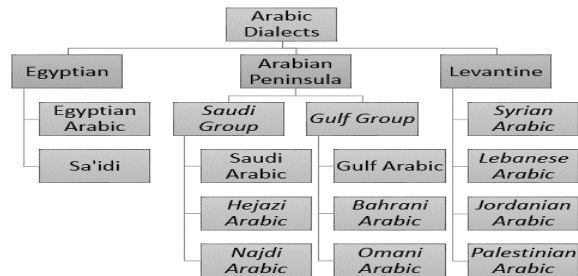 Arabic
Dialects
Egyptian
Arabian
Peninsula
Levantine
Egyptian
Arabic
Sa'idi
Saudi
Group
Gulf Group
Saudi
Arabic
Hejazi
Arabic
Najdi
Arabic
Gulf Arabic
Bahrani
Arabic
Omani
Arabic
Syrian
Arabic
Lebanese
Arabic
Jordanian
Arabic
Palestinian
Arabic